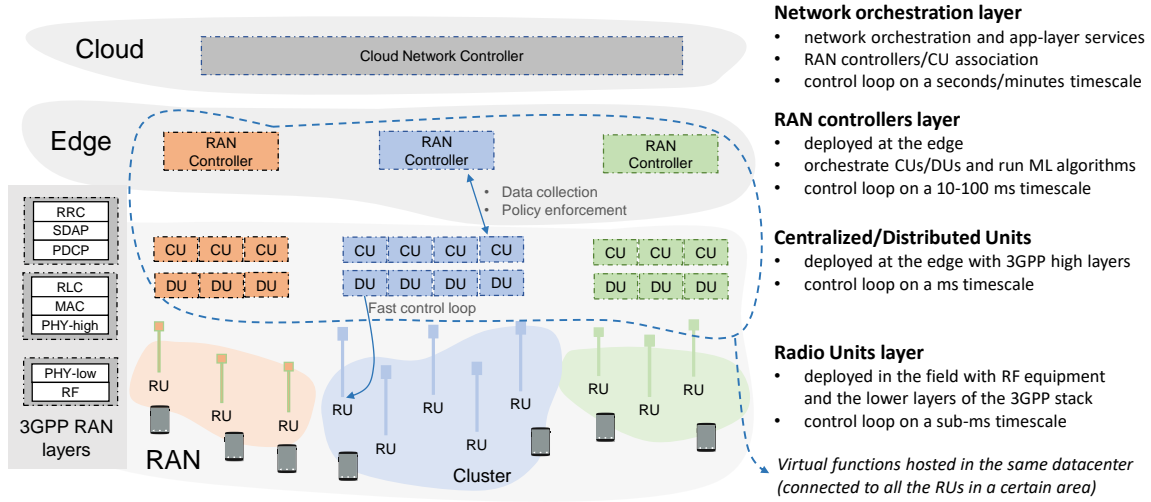 Cloud
Cloud Network Controller
Edge
RAN
Controller
RAN
Controller
RAN
Controller
• Data collection
• Policy enforcement
RRC
SDAP
PDCP
RLC
MAC
PHY-high
PHY-low
RF
3GPP RAN
layers
CU CU CU
CU CU CU CU
CU CU CU
DU DU DU
DU DU DU DU
DU DU DU
Fast control loop
RU
RU
RU
RU
RU
RU
RU
RU
RU
RU
RU
RAN
Cluster
Network orchestration layer
• network orchestration and app-layer services
• RAN controllers/CU association
• control loop on a seconds/minutes timescale
RAN controllers layer
• deployed at the edge
• orchestrate CUs/DUs and run ML algorithms
• control loop on a 10-100 ms timescale
Centralized/Distributed Units
• deployed at the edge with 3GPP high layers
• control loop on a ms timescale
Radio Units layer
• deployed in the field with RF equipment
and the lower layers of the 3GPP stack
• control loop on a sub-ms timescale
Virtual functions hosted in the same datacenter
(connected to all the RUs in a certain area)